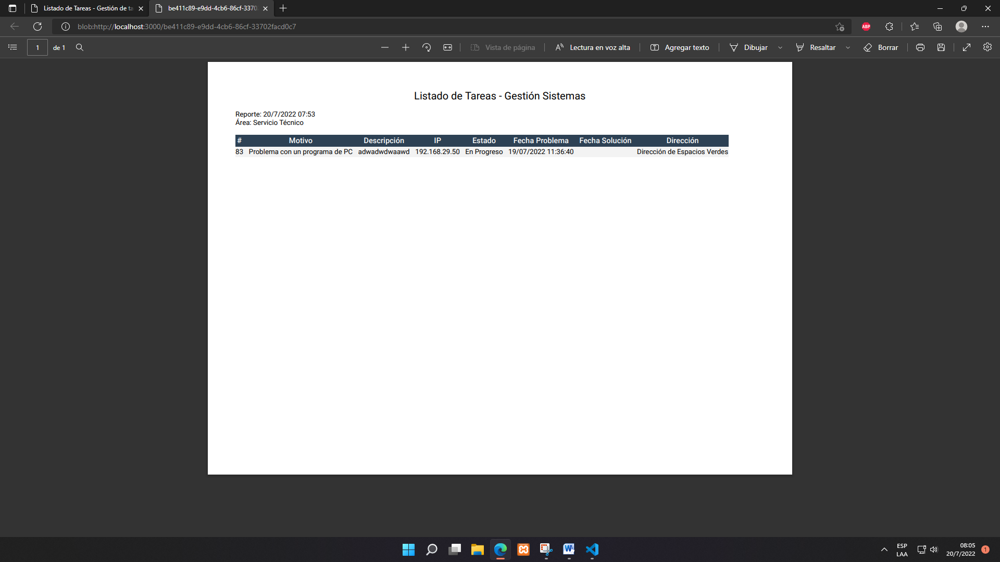 Listado de Tareas - Gestión de ta
be411c89-e9dd-4cb6-86cf-3370
blob:http://localhost:3000/be411c89-e9dd-4cb6-86cf-33702facd0c7
ABP
1 de 1
Vista de página
Lectura en voz alta
Agregar texto
Dibujar
Resaltar
Borrar
Listado de Tareas - Gestión Sistemas
Reporte: 20/7/2022 07:53
Área: Servicio Técnico
# Motivo Descripción IP Estado Fecha Problema Fecha Solución Dirección
83 Problema con un programa de PC adwadwdwaawd 192.168.29.50 En Progreso 19/07/2022 11:36:40 Dirección de Espacios Verdes
ESP
LAA
08:05
20/7/2022
1